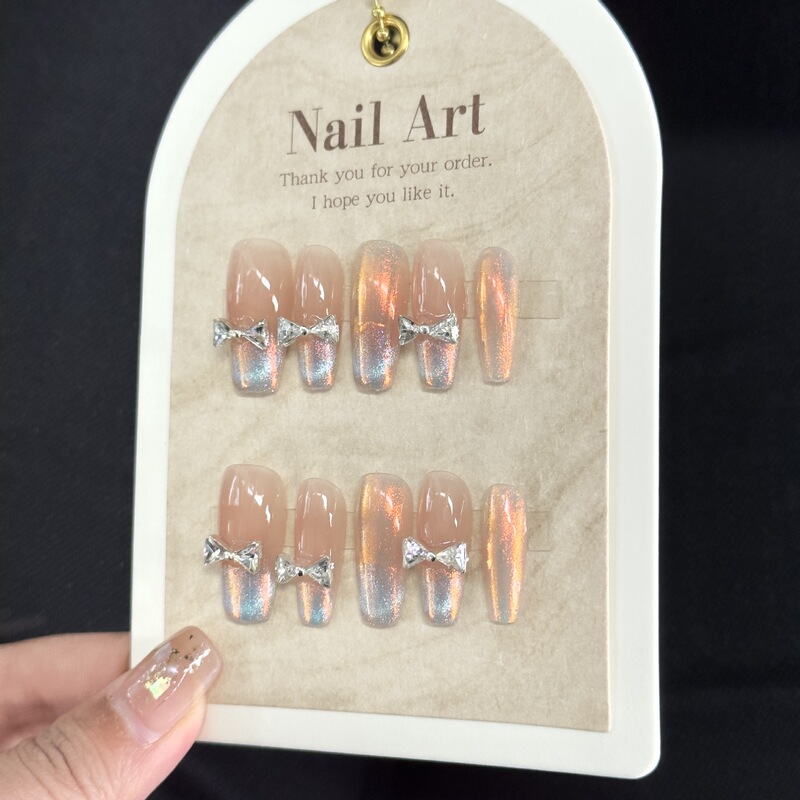 Nail Art
Thank you for your order.
I hope you like it.